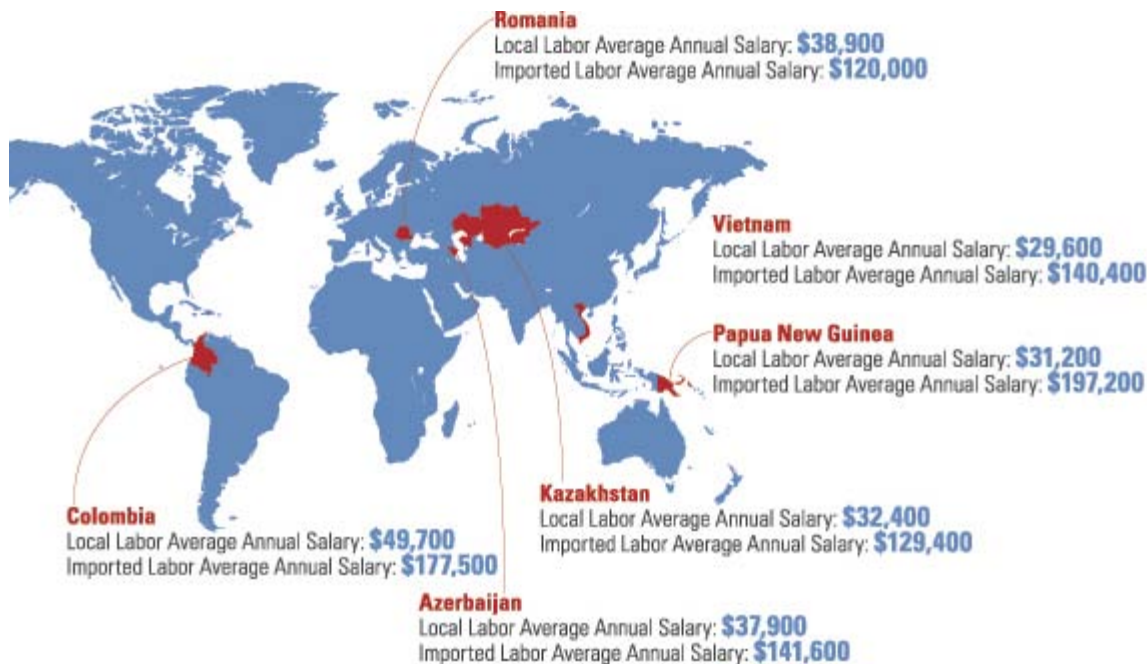 Romania
Local Labor Average Annual Salary: $38,900
Imported Labor Average Annual Salary: $120,000
Vietnam
Local Labor Average Annual Salary: $29,600
Imported Labor Average Annual Salary: $140,400
Papua New Guinea
Local Labor Average Annual Salary: $31,200
Imported Labor Average Annual Salary: $197,200
Kazakhstan
Local Labor Average Annual Salary: $32,400
Imported Labor Average Annual Salary: $129,400
Colombia
Local Labor Average Annual Salary: $49,700
Imported Labor Average Annual Salary: $177,500
Azerbaijan
Local Labor Average Annual Salary: $37,900
Imported Labor Average Annual Salary: $141,600